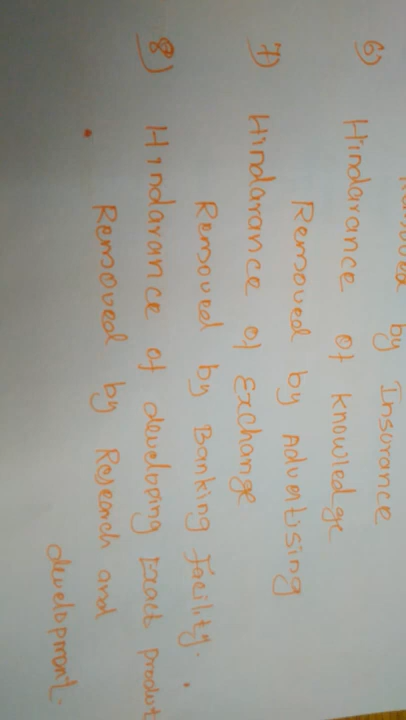 Removed by Insurance
6) Hindarance of knowledge
Removed by Advertising
7) Hindarance of Exchange
Removed by Banking facility.
8) Hindarance of developing Exact product
Removed by Research and
development.